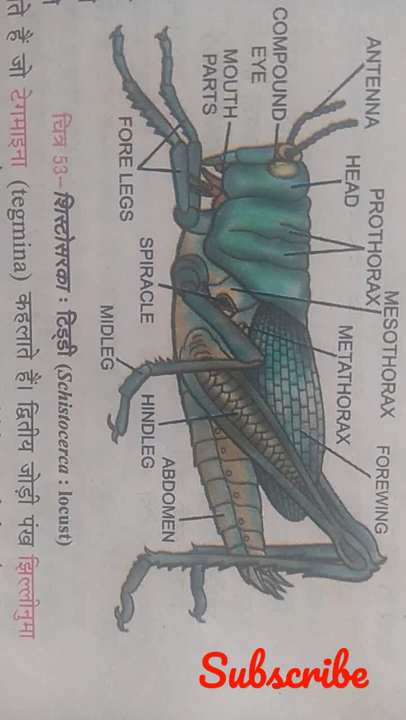 ANTENNA
COMPOUND
EYE
MOUTH
PARTS
HEAD
PROTHORAX
MESOTHORAX
METATHORAX
FOREWING
FORE LEGS
SPIRACLE
MIDLEG
HINDLEG
ABDOMEN
चित्र 53–शिस्टोसरका : टिड्डी (Schistocerca : locust)
ते हैं जो टेगमाइना (tegmina) कहलाते हैं। द्वितीय जोड़ी पंख झिल्लीनुमा
Subscribe